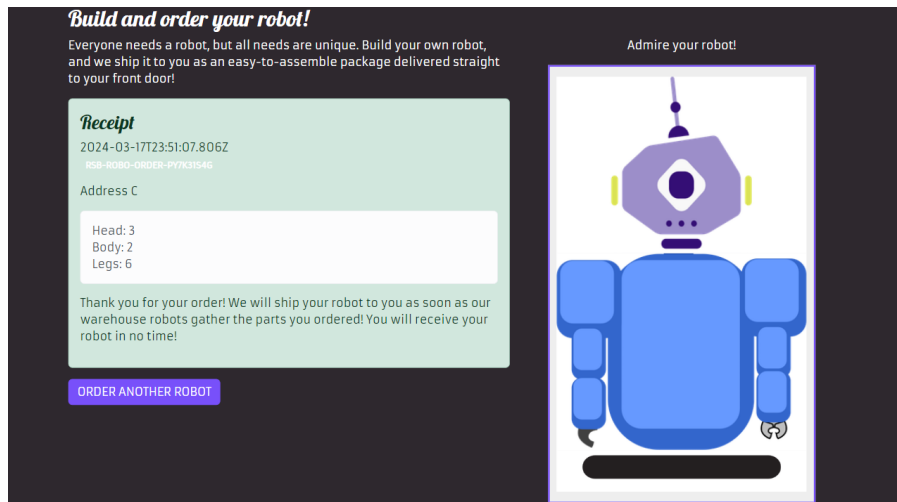 Build and order your robot!
Everyone needs a robot, but all needs are unique. Build your own robot,
and we ship it to you as an easy-to-assemble package delivered straight
to your front door!
Receipt
2024-03-17T23:51:07.806Z
RSB-ROBO-ORDER-PY7K31S4G
Address C
Head: 3
Body: 2
Legs: 6
Thank you for your order! We will ship your robot to you as soon as our
warehouse robots gather the parts you ordered! You will receive your
robot in no time!
ORDER ANOTHER ROBOT
Admire your robot!